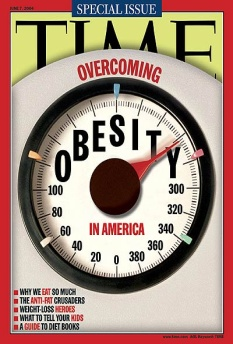 JUNE 7, 2004
SPECIAL ISSUE
TIME
OVERCOMING
OBESITY
IN AMERICA
100
80
60
40
20
0
380
360
340
320
300
WHY WE EAT SO MUCH
THE ANTI-FAT CRUSADERS
WEIGHT-LOSS HEROES
WHAT TO TELL YOUR KIDS
A GUIDE TO DIET BOOKS